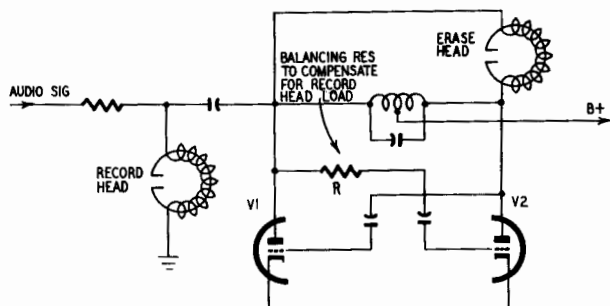 ERASE
HEAD
BALANCING RES
TO COMPENSATE
FOR RECORD
HEAD LOAD
AUDIO SIG
B+
RECORD
HEAD
R
V1
V2